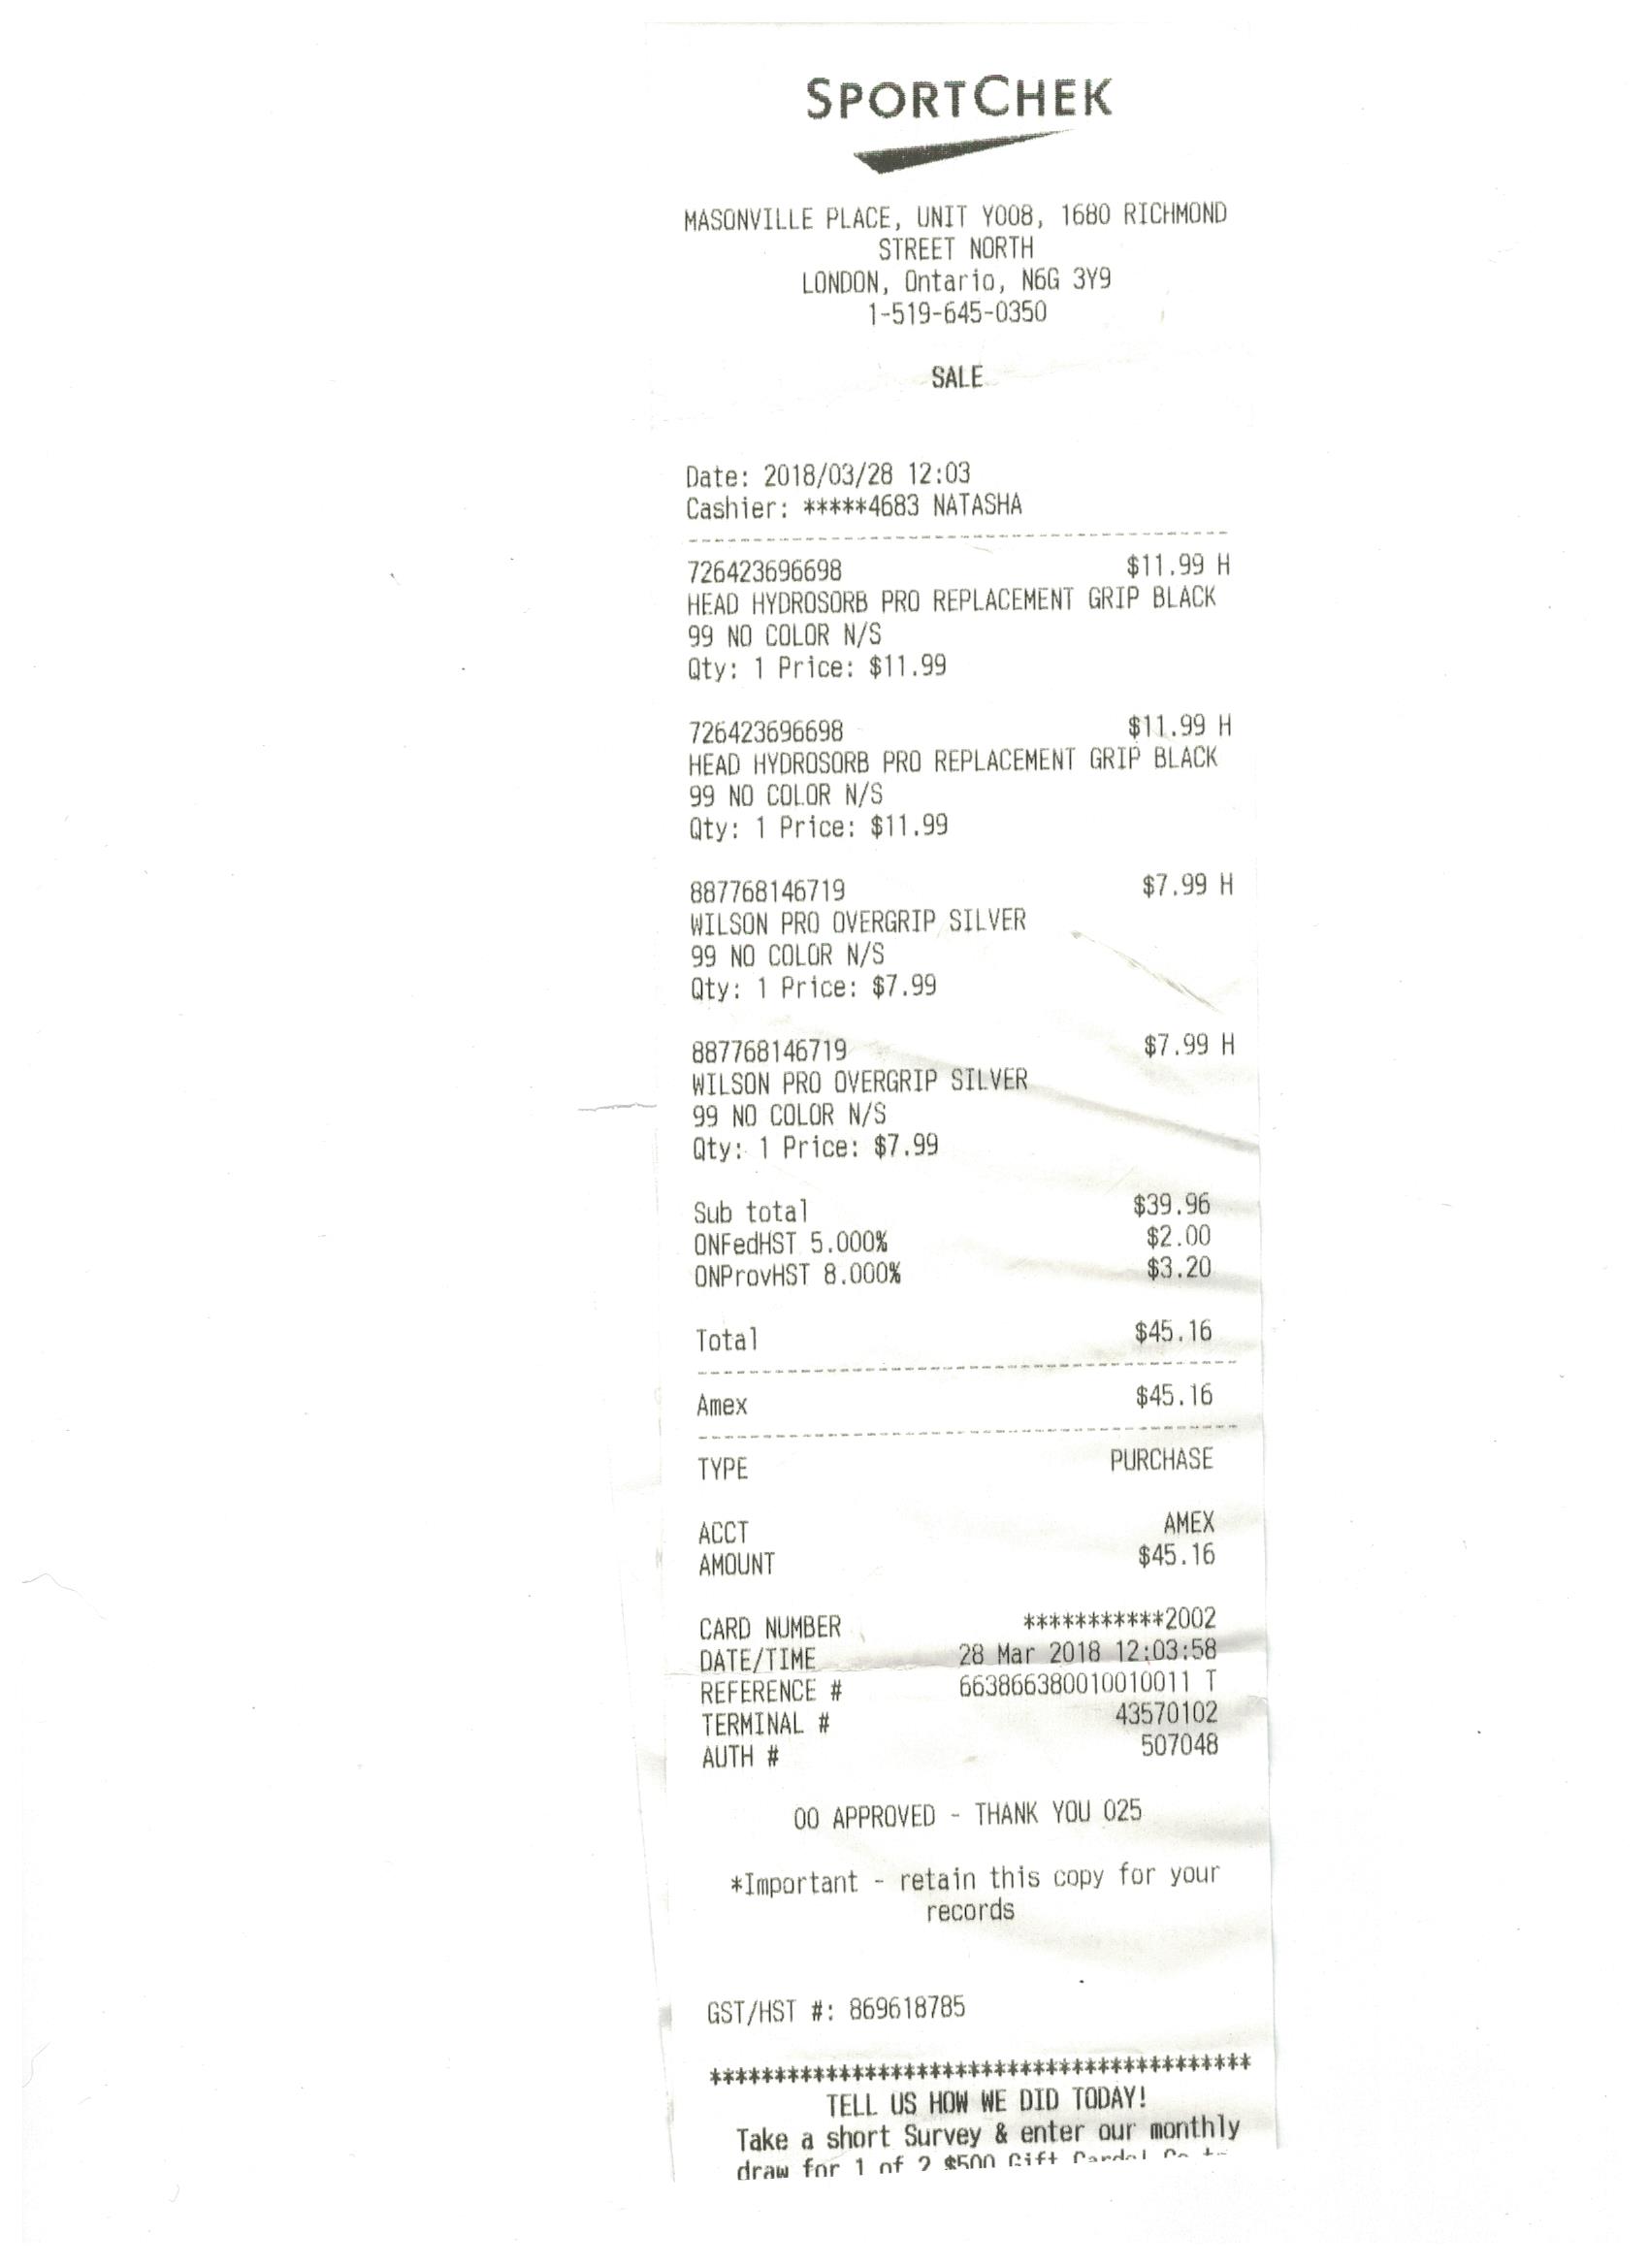 SPORTCHEK
MASONVILLE PLACE, UNIT Y008, 1680 RICHMOND
STREET NORTH
LONDON, Ontario, N6G 3Y9
1-519-645-0350
SALE
Date: 2018/03/28 12:03
Cashier: *****4683 NATASHA
----------------------------------------
726423696698 $11.99 H
HEAD HYDROSORB PRO REPLACEMENT GRIP BLACK
99 NO COLOR N/S
Qty: 1 Price: $11.99
726423696698 $11.99 H
HEAD HYDROSORB PRO REPLACEMENT GRIP BLACK
99 NO COLOR N/S
Qty: 1 Price: $11.99
887768146719 $7.99 H
WILSON PRO OVERGRIP SILVER
99 NO COLOR N/S
Qty: 1 Price: $7.99
887768146719 $7.99 H
WILSON PRO OVERGRIP SILVER
99 NO COLOR N/S
Qty: 1 Price: $7.99
Sub total $39.96
ONFedHST 5.000% $2.00
ONProvHST 8.000% $3.20
Total $45.16
----------------------------------------
Amex $45.16
----------------------------------------
TYPE PURCHASE
ACCT AMEX
AMOUNT $45.16
CARD NUMBER ***********2002
DATE/TIME 28 Mar 2018 12:03:58
REFERENCE # 663866380010010011 T
TERMINAL # 43570102
AUTH # 507048
00 APPROVED - THANK YOU 025
*Important - retain this copy for your
records
GST/HST #: 869618785
******************************************
TELL US HOW WE DID TODAY!
Take a short Survey & enter our monthly
draw for 1 of 2 $500 Gift Cards! Go to